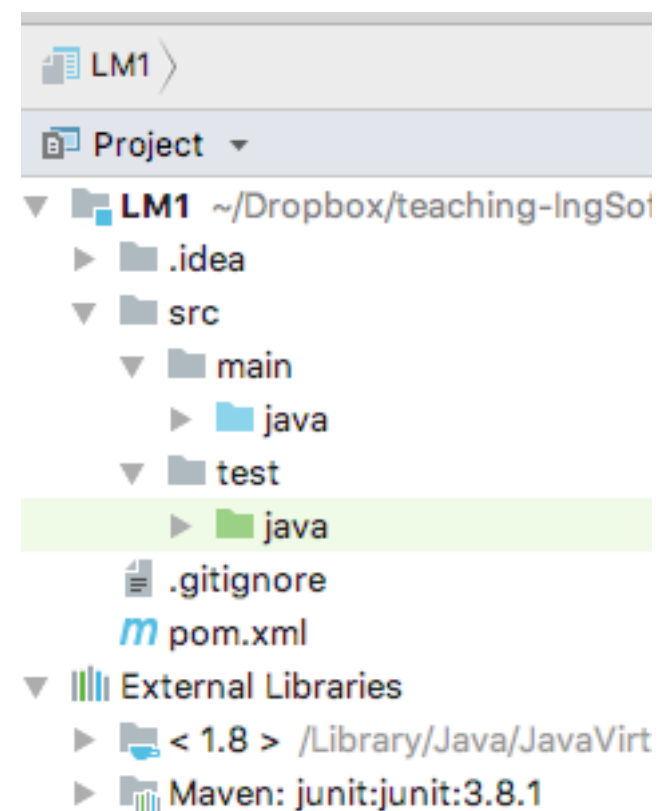 LM1
Project
LM1 ~/Dropbox/teaching-IngSof
.idea
src
main
java
test
java
.gitignore
pom.xml
External Libraries
< 1.8 > /Library/Java/JavaVirt
Maven: junit:junit:3.8.1